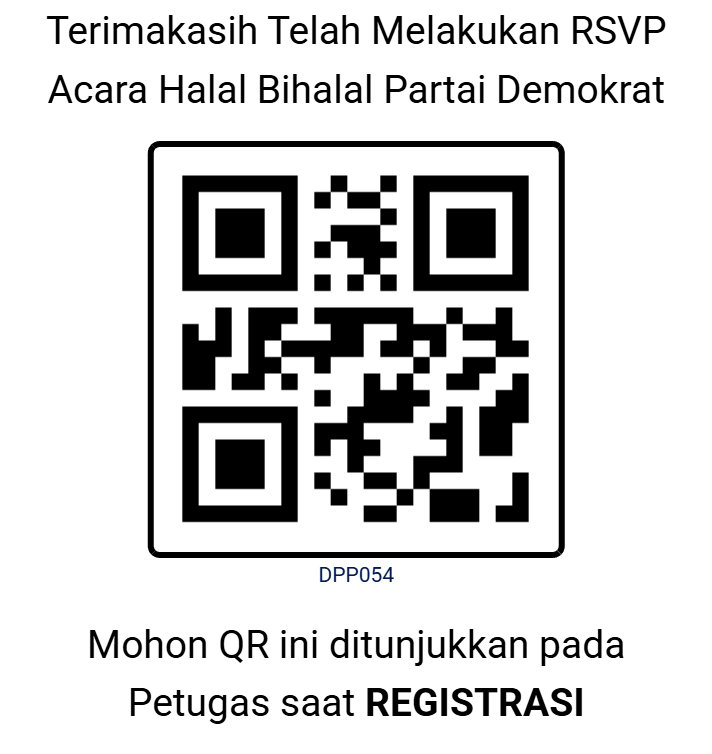 Terimakasih Telah Melakukan RSVP
Acara Halal Bihalal Partai Demokrat
DPP054
Mohon QR ini ditunjukkan pada
Petugas saat REGISTRASI